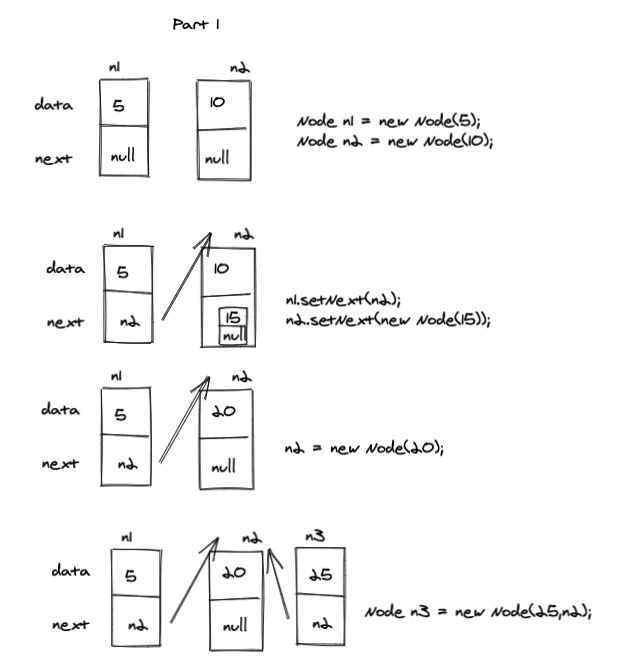 Part 1
n1 n2
data 5 10
Node n1 = new Node(5);
Node n2 = new Node(10);
next null null
n1 n2
data 5 10
n1.setNext(n2);
next n2 15
n2.setNext(new Node(15));
null
n1 n2
data 5 20
n2 = new Node(20);
next n2 null
n1 n2 n3
data 5 20 25
next n2 null n2
Node n3 = new Node(25,n2);